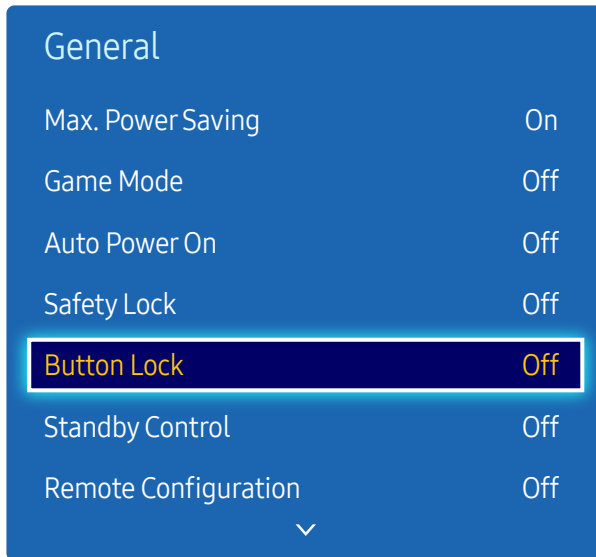 General
Max. Power Saving On
Game Mode Off
Auto Power On Off
Safety Lock Off
Button Lock Off
Standby Control Off
Remote Configuration Off